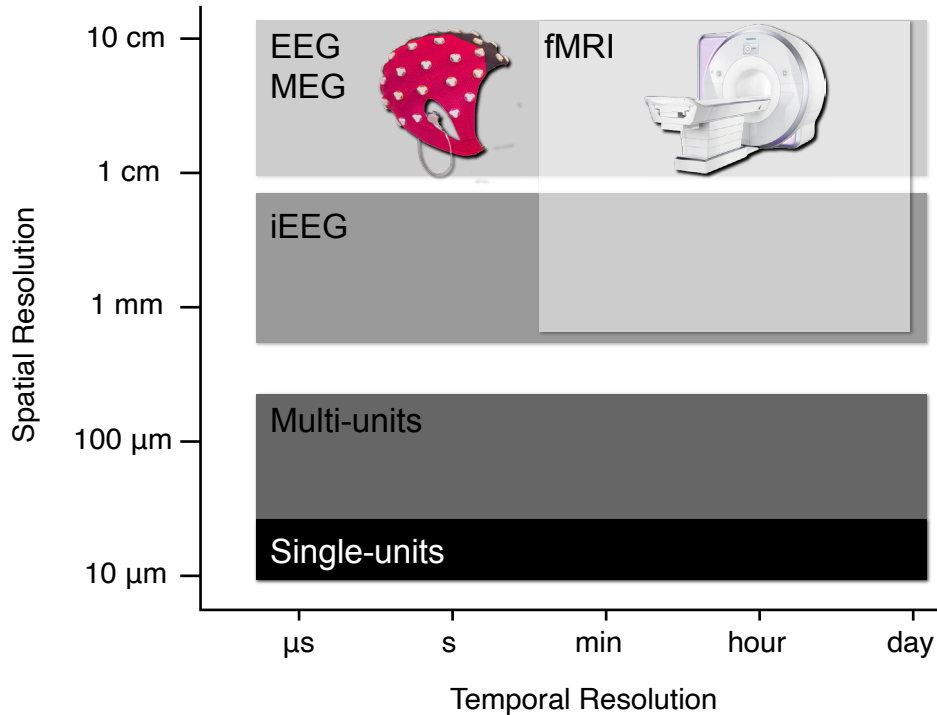 10 cm
EEG
MEG
fMRI
1 cm
iEEG
1 mm
Multi-units
100 µm
Single-units
10 µm
Spatial Resolution
µs
s
min
hour
day
Temporal Resolution